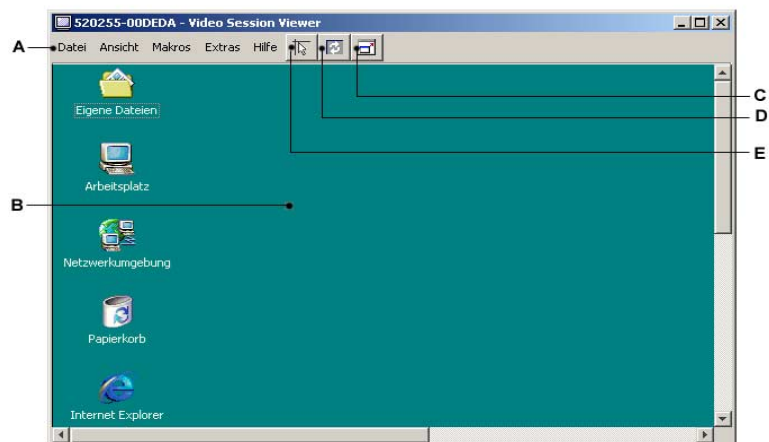 520255-00DEDA - Video Session Viewer
A
Datei Ansicht Makros Extras Hilfe
Eigene Dateien
C
D
E
Arbeitsplatz
B
Netzwerkumgebung
Papierkorb
Internet Explorer